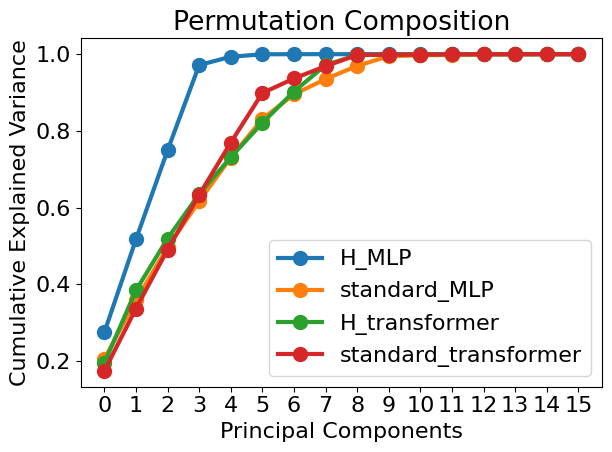 Permutation Composition
Cumulative Explained Variance
1.0
0.8
0.6
0.4
0.2
H_MLP
standard_MLP
H_transformer
standard_transformer
0 1 2 3 4 5 6 7 8 9 10 11 12 13 14 15
Principal Components